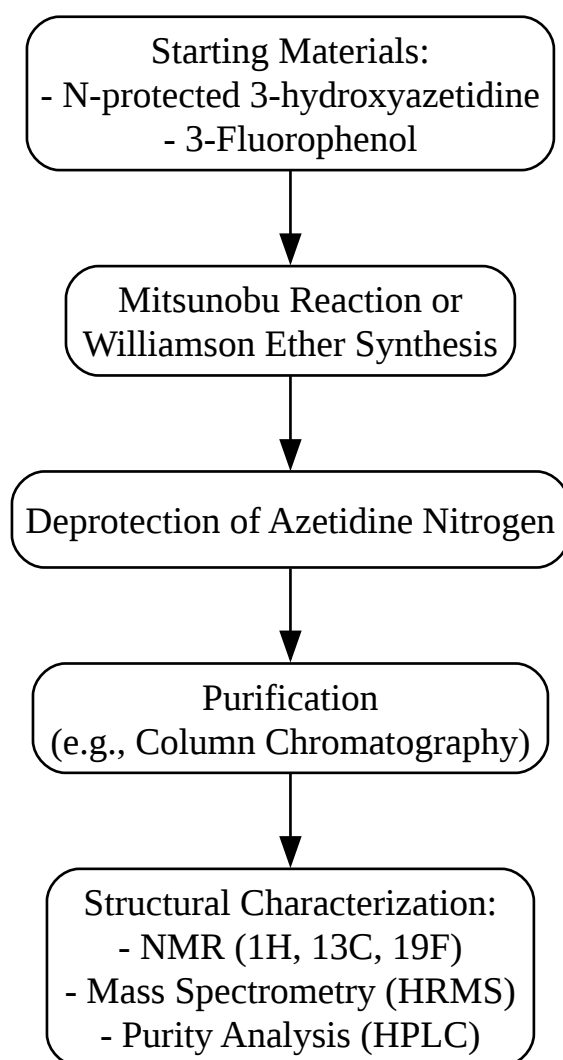 Starting Materials:
- N-protected 3-hydroxyazetidine
- 3-Fluorophenol
Mitsunobu Reaction or
Williamson Ether Synthesis
Deprotection of Azetidine Nitrogen
Purification
(e.g., Column Chromatography)
Structural Characterization:
- NMR (1H, 13C, 19F)
- Mass Spectrometry (HRMS)
- Purity Analysis (HPLC)